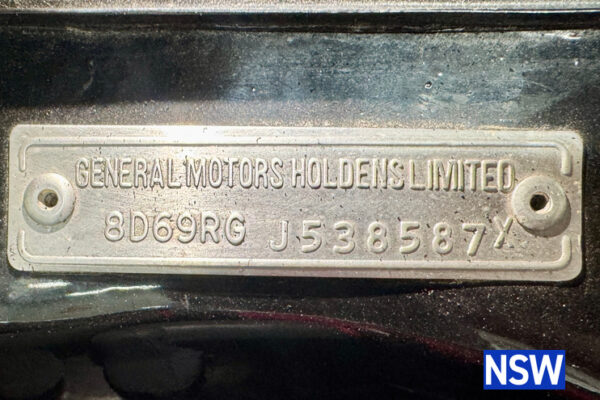 GENERAL MOTORS HOLDENS LIMITED
8D69RG J538587X
NSW